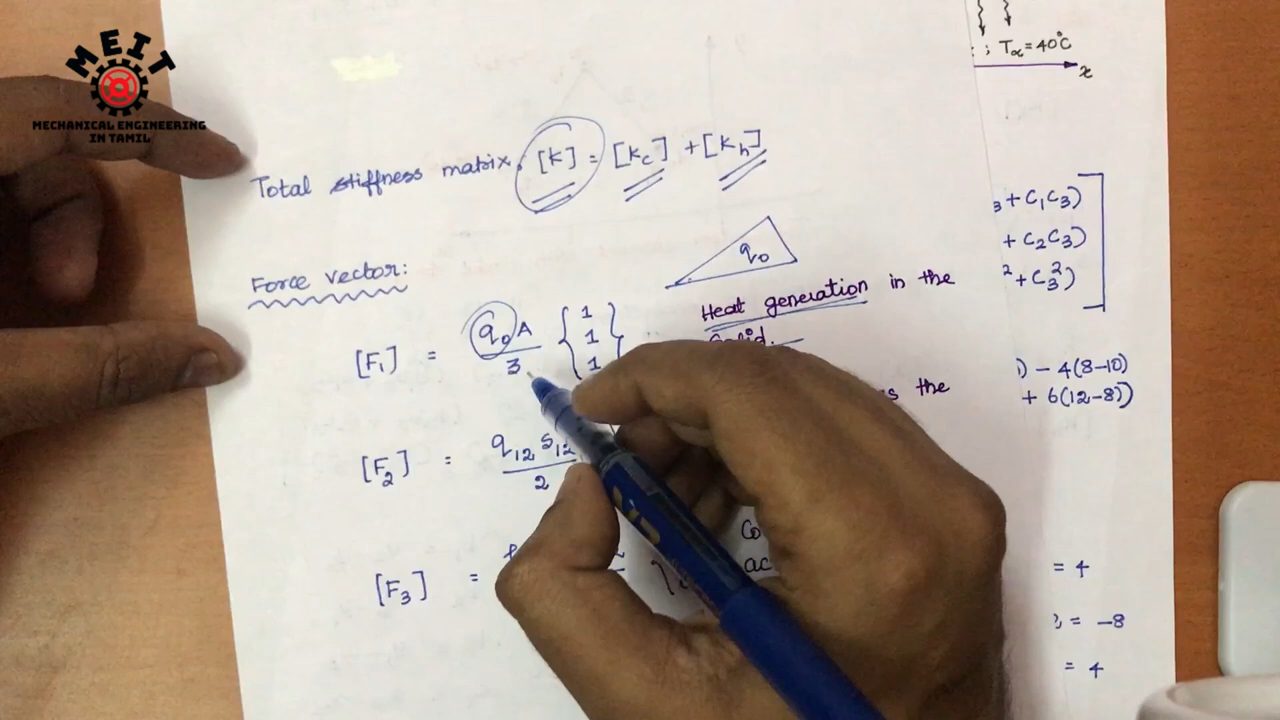 MEIT
MECHANICAL ENGINEERING
IN TAMIL
; T∝ = 40°C
x
Total stiffness matrix, [K] = [Kc] + [Kh]
3 + C1C3)
+ C2C3)
² + C3²)
q0
Force vector:
Heat generation in the
Solid.
[F1] = q0A/3 {1 1 1}
the
) - 4(8-10)
+ 6(12-8))
[F2] = q12 S12/2
[F3] =
= 4
= -8
= 4